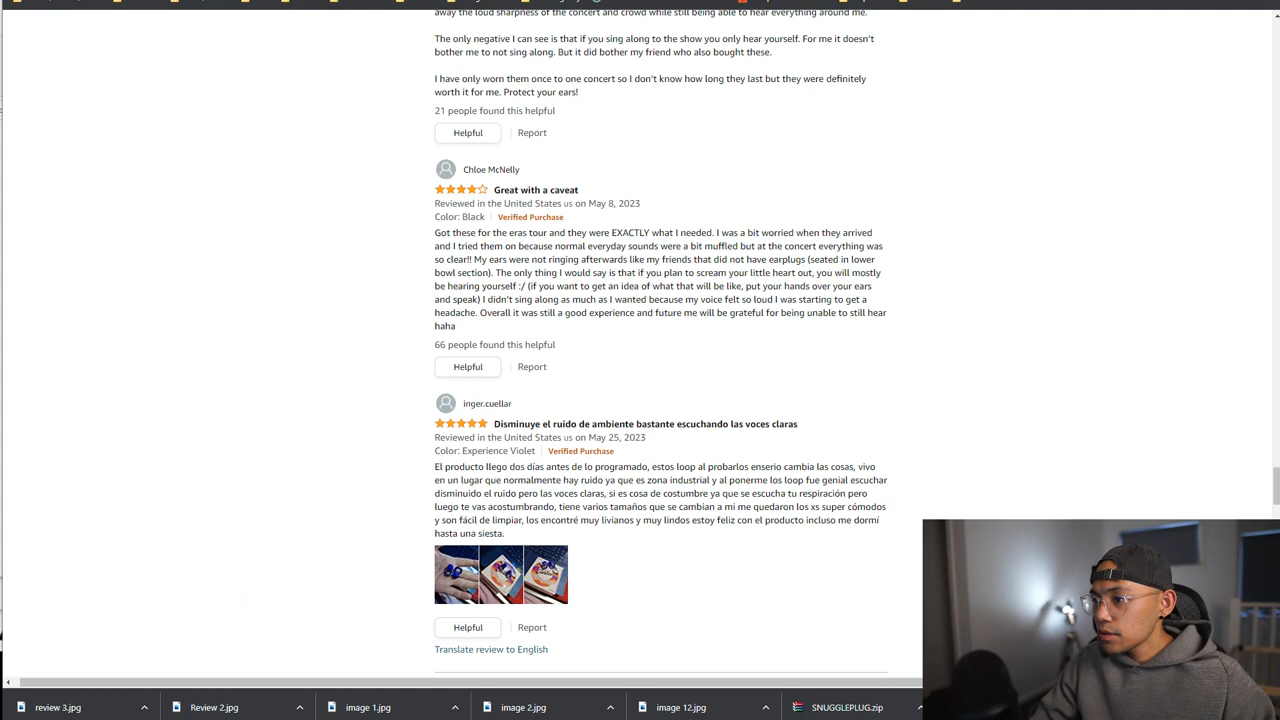 away the loud sharpness of the concert and crowd while still being able to hear everything around me.
The only negative I can see is that if you sing along to the show you only hear yourself. For me it doesn't
bother me to not sing along. But it did bother my friend who also bought these.
I have only worn them once to one concert so I don't know how long they last but they were definitely
worth it for me. Protect your ears!
21 people found this helpful
Helpful
Report
Chloe McNelly
Great with a caveat
Reviewed in the United States us on May 8, 2023
Color: Black
Verified Purchase
Got these for the eras tour and they were EXACTLY what I needed. I was a bit worried when they arrived
and I tried them on because normal everyday sounds were a bit muffled but at the concert everything was
so clear!! My ears were not ringing afterwards like my friends that did not have earplugs (seated in lower
bowl section). The only thing I would say is that if you plan to scream your little heart out, you will mostly
be hearing yourself :/ (if you want to get an idea of what that will be like, put your hands over your ears
and speak) I didn't sing along as much as I wanted because my voice felt so loud I was starting to get a
headache. Overall it was still a good experience and future me will be grateful for being unable to still hear
haha
66 people found this helpful
Helpful
Report
inger.cuellar
Disminuye el ruido de ambiente bastante escuchando las voces claras
Reviewed in the United States us on May 25, 2023
Color: Experience Violet
Verified Purchase
El producto llego dos días antes de lo programado, estos loop al probarlos enserio cambia las cosas, vivo
en un lugar que normalmente hay ruido ya que es zona industrial y al ponerme los loop fue genial escuchar
disminuido el ruido pero las voces claras, si es cosa de costumbre ya que se escucha tu respiración pero
luego te vas acostumbrando, tiene varios tamaños que se cambian a mi me quedaron los xs super cómodos
y son fácil de limpiar, los encontré muy livianos y muy lindos estoy feliz con el producto incluso me dormí
hasta una siesta.
Helpful
Report
Translate review to English
review 3.jpg
Review 2.jpg
image 1.jpg
image 2.jpg
image 12.jpg
SNUGGLEPLUG.zip